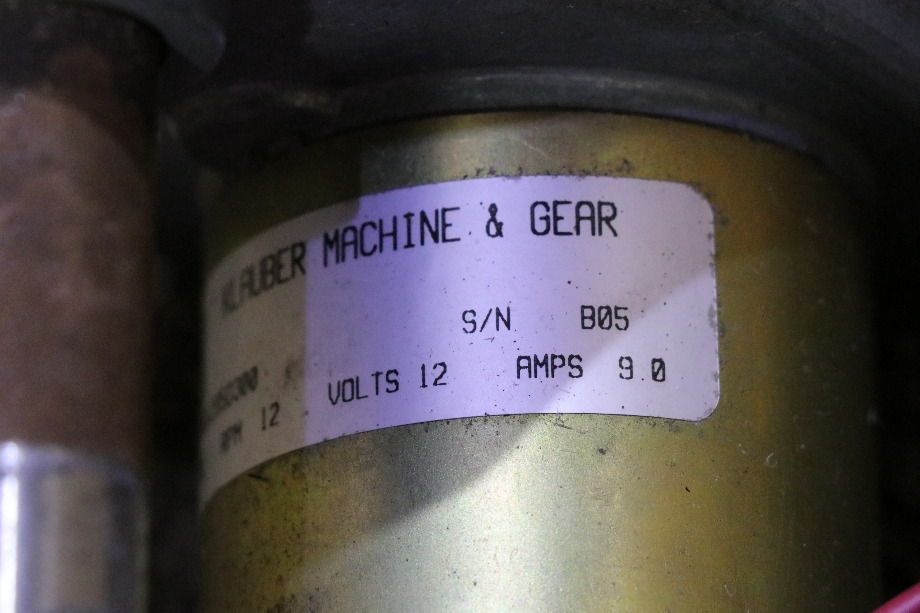 KLAUBER MACHINE & GEAR
S/N B05
RPM 12 VOLTS 12 AMPS 9.0